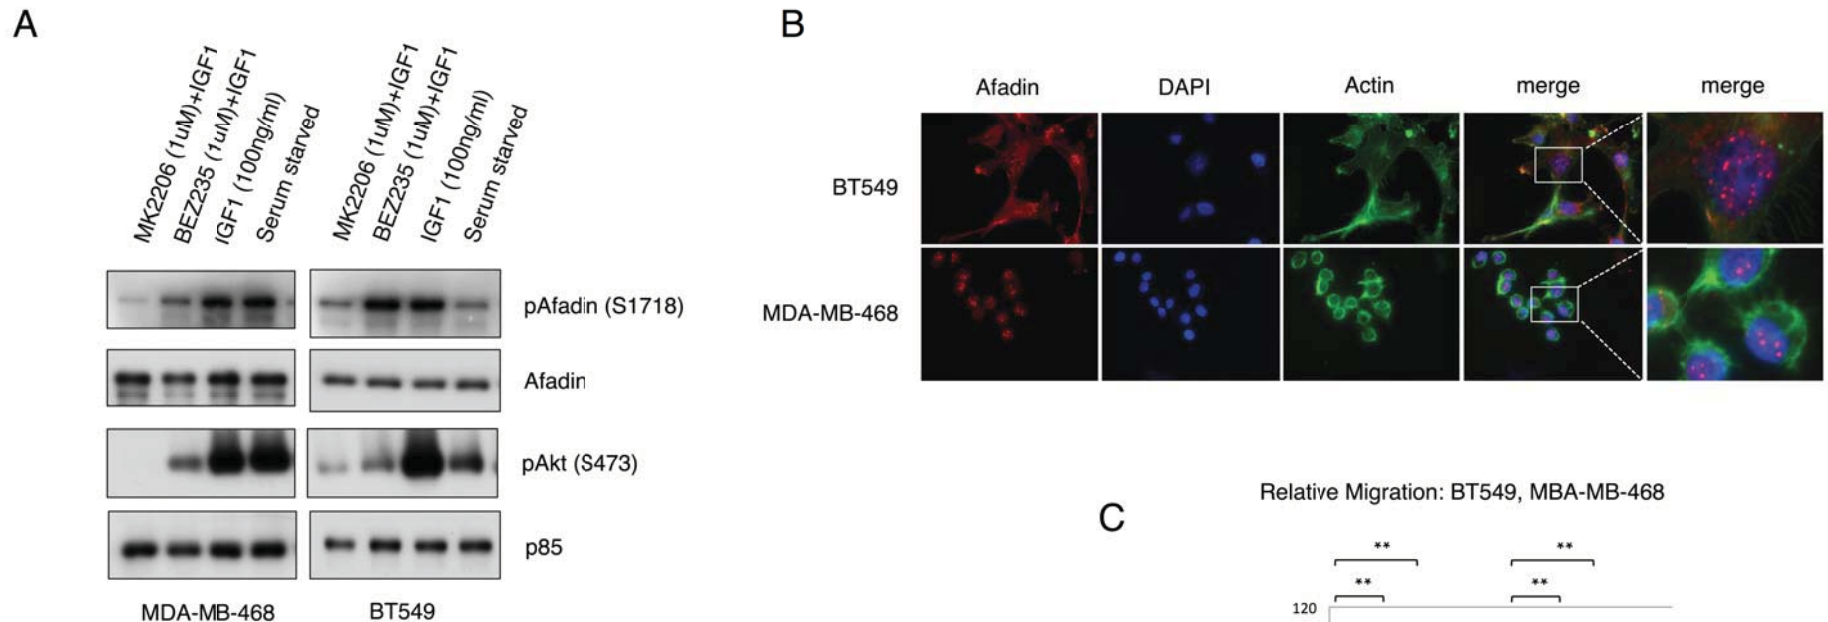 A
MK2206 (1uM)+IGF1
BEZ235 (1uM)+IGF1
IGF1 (100ng/ml)
Serum starved
MK2206 (1uM)+IGF1
BEZ235 (1uM)+IGF1
IGF1 (100ng/ml)
Serum starved
pAfadin (S1718)
Afadin
pAkt (S473)
p85
MDA-MB-468 BT549
B
Afadin DAPI Actin merge merge
BT549
MDA-MB-468
C
Relative Migration: BT549, MBA-MB-468
** **
** **
120